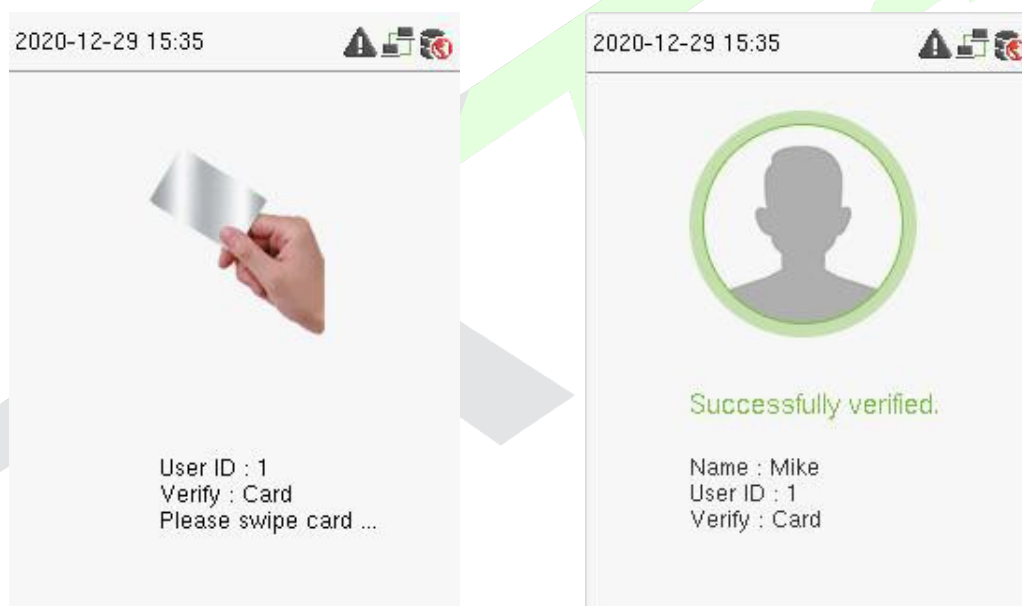 2020-12-29 15:35
User ID : 1
Verify : Card
Please swipe card ...
2020-12-29 15:35
Successfully verified.
Name : Mike
User ID : 1
Verify : Card